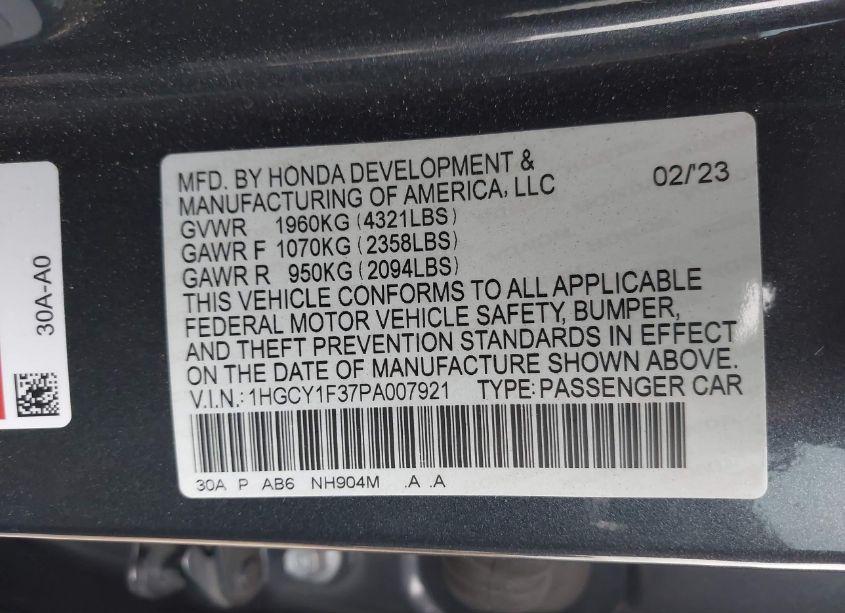 MFD. BY HONDA DEVELOPMENT & 02/'23
MANUFACTURING OF AMERICA, LLC
GVWR 1960KG (4321LBS)
GAWR F 1070KG (2358LBS)
GAWR R 950KG (2094LBS)
THIS VEHICLE CONFORMS TO ALL APPLICABLE
FEDERAL MOTOR VEHICLE SAFETY, BUMPER,
AND THEFT PREVENTION STANDARDS IN EFFECT
ON THE DATE OF MANUFACTURE SHOWN ABOVE.
V.I.N.: 1HGCY1F37PA007921 TYPE: PASSENGER CAR
30A P AB6 NH904M .A .A
30A-A0